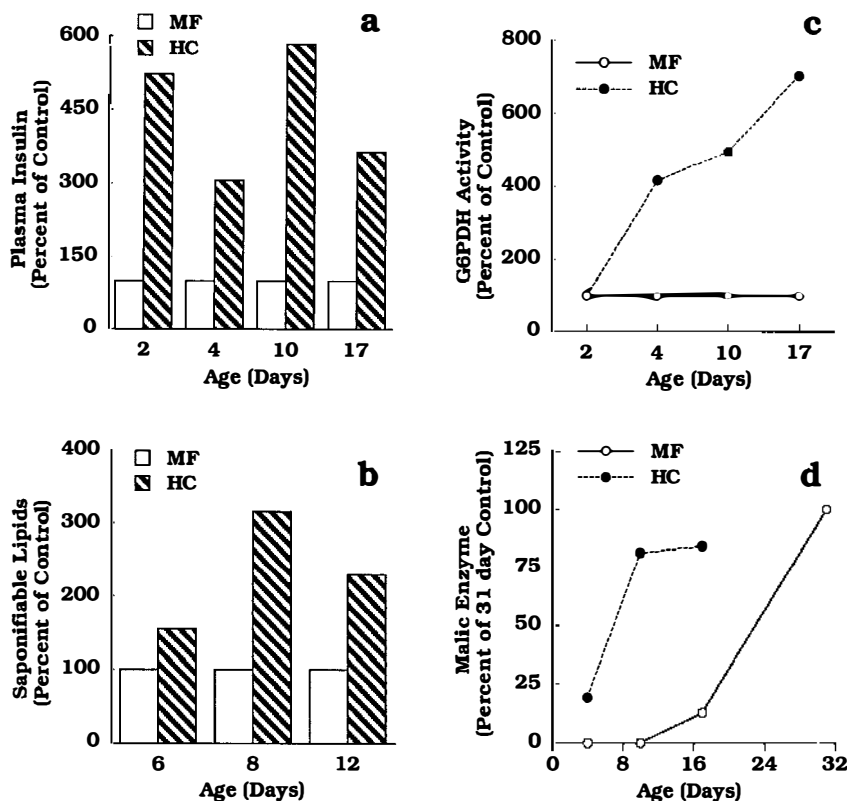 a
MF
HC
600
450
300
150
0
Plasma Insulin
(Percent of Control)
2 4 10 17
Age (Days)
c
MF
HC
800
600
400
200
0
G6PDH Activity
(Percent of Control)
2 4 10 17
Age (Days)
b
MF
HC
400
300
200
100
0
Saponifiable Lipids
(Percent of Control)
6 8 12
Age (Days)
d
MF
HC
125
100
75
50
25
0
Malic Enzyme
(Percent of 31 day Control)
0 8 16 24 32
Age (Days)